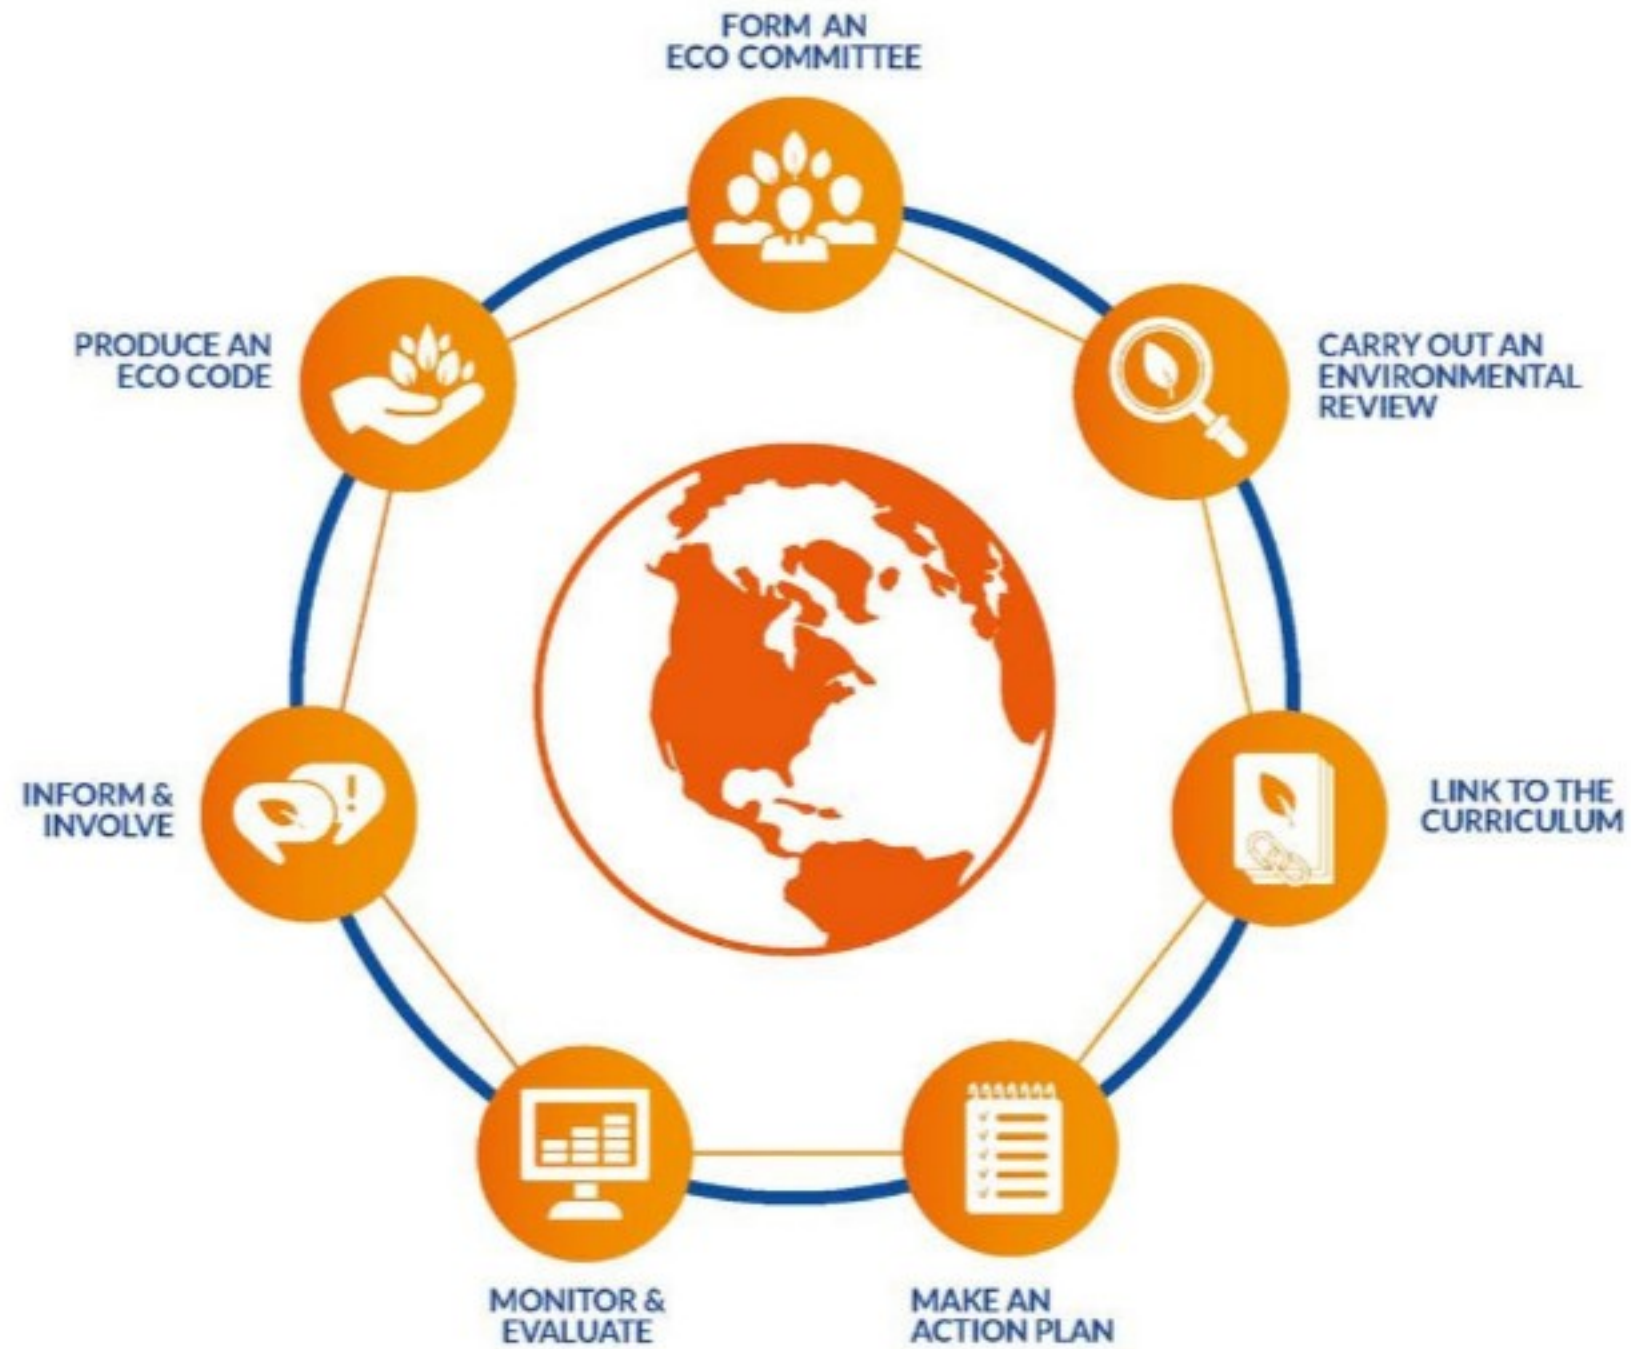 FORM AN
ECO COMMITTEE
CARRY OUT AN
ENVIRONMENTAL
REVIEW
LINK TO THE
CURRICULUM
MAKE AN
ACTION PLAN
MONITOR &
EVALUATE
INFORM &
INVOLVE
PRODUCE AN
ECO CODE